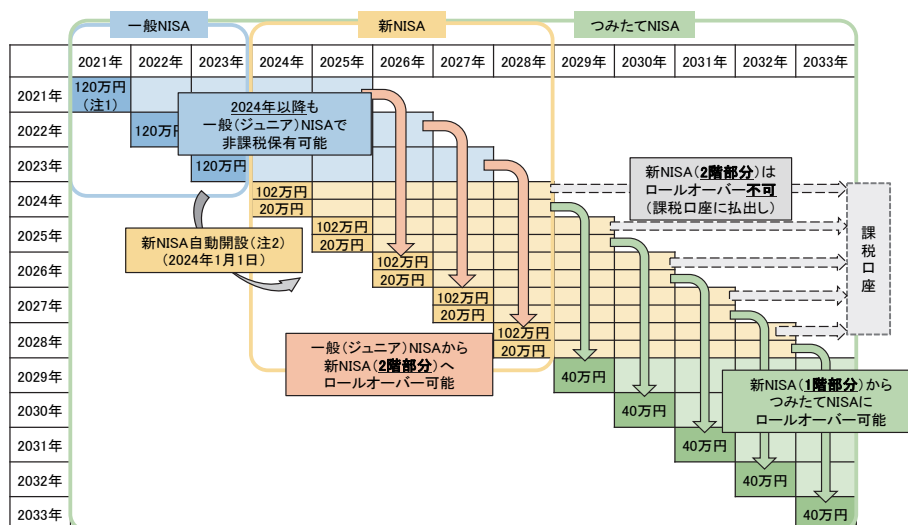 一般NISA
新NISA
つみたてNISA
2021年 2022年 2023年 2024年 2025年 2026年 2027年 2028年 2029年 2030年 2031年 2032年 2033年
2021年
120万円
(注1)
2022年
120万円
2023年
120万円
2024年以降も
一般(ジュニア)NISAで
非課税保有可能
2024年
102万円
20万円
新NISA(2階部分)は
ロールオーバー不可
(課税口座に払出し)
課税口座
2025年
102万円
20万円
新NISA自動開設(注2)
(2024年1月1日)
2026年
102万円
20万円
2027年
102万円
20万円
2028年
102万円
20万円
一般(ジュニア)NISAから
新NISA(2階部分)へ
ロールオーバー可能
2029年
40万円
新NISA(1階部分)から
つみたてNISAに
ロールオーバー可能
2030年
40万円
2031年
40万円
2032年
40万円
2033年
40万円